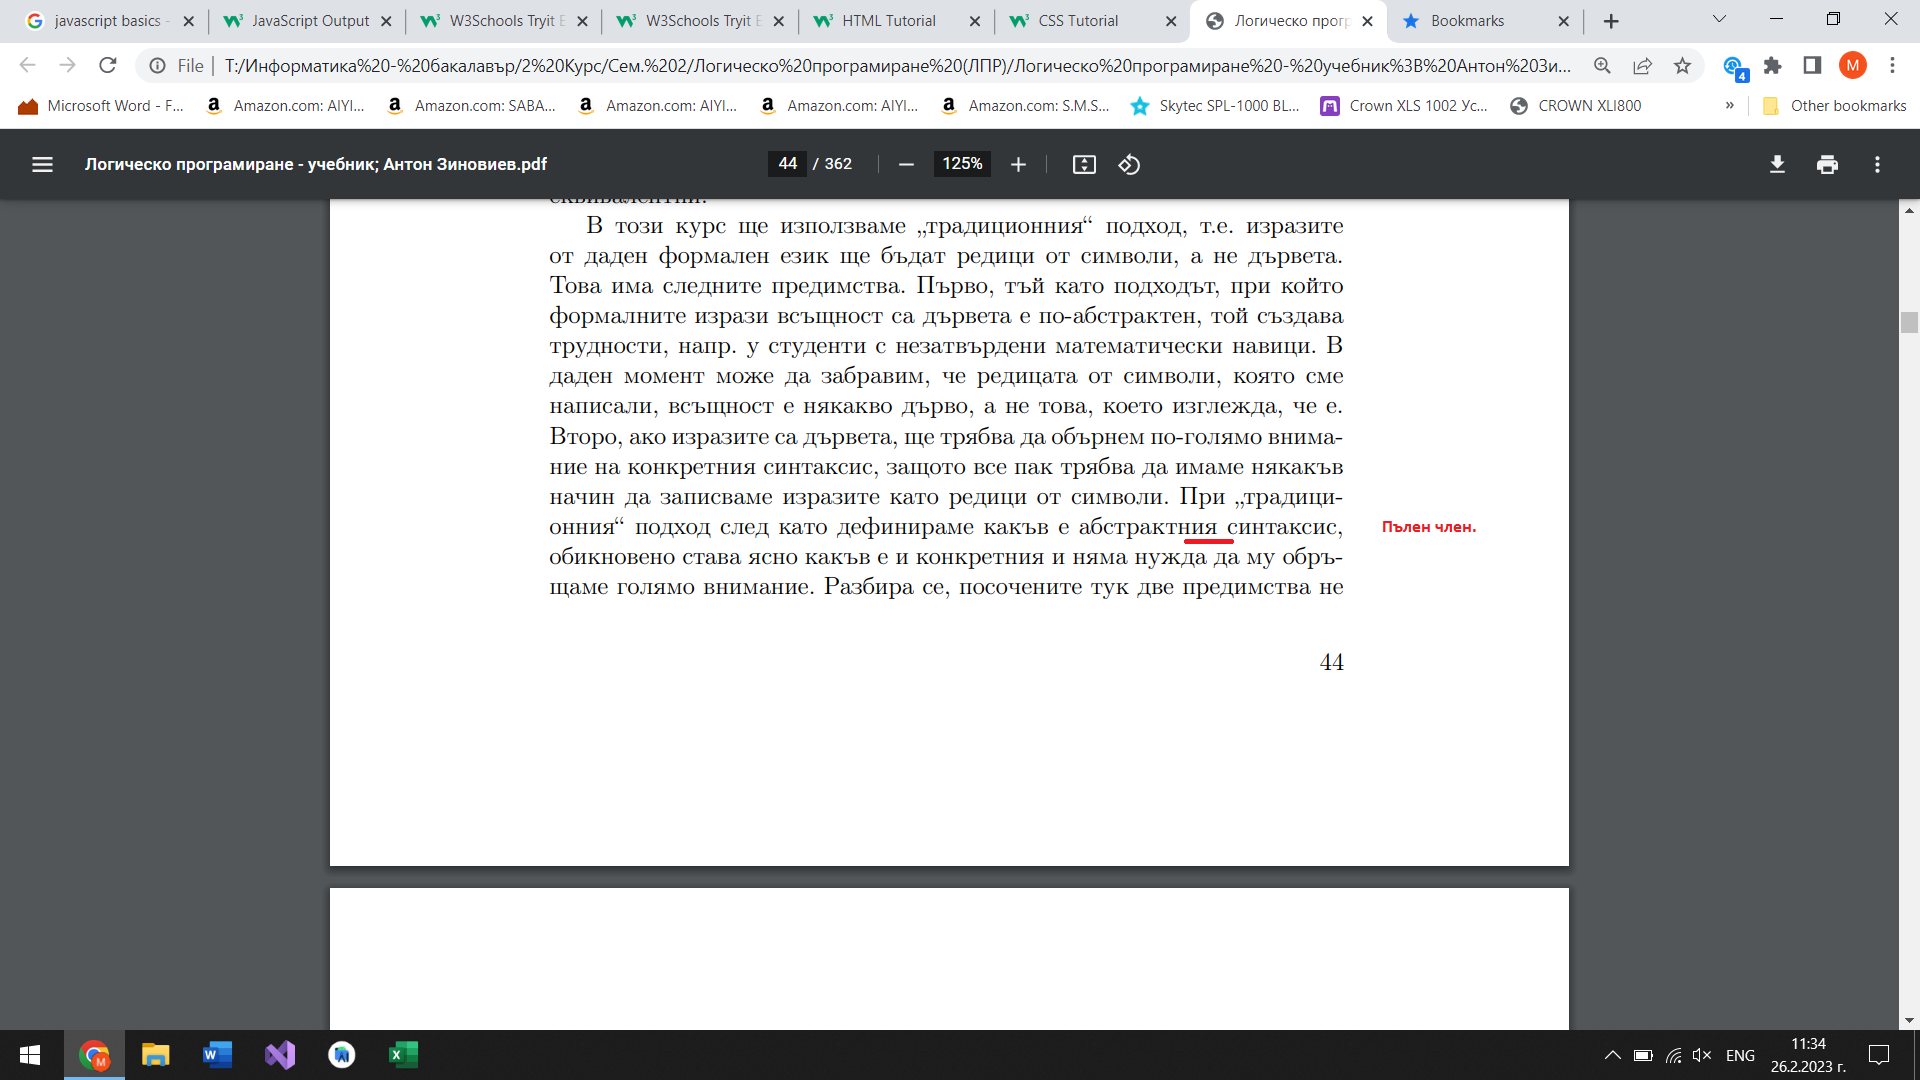 javascript basics -
JavaScript Output
W3Schools Tryit E
W3Schools Tryit E
HTML Tutorial
CSS Tutorial
Логическо прогр
Bookmarks
File
T:/Информатика%20-%20бакалавър/2%20Курс/Сем.%202/Логическо%20програмиране%20(ЛПР)/Логическо%20програмиране%20-%20учебник%3B%20Антон%20Зи...
4
M
Microsoft Word - F...
Amazon.com: AIYI...
Amazon.com: SABA...
Amazon.com: AIYI...
Amazon.com: AIYI...
Amazon.com: S.M.S...
Skytec SPL-1000 BL...
Crown XLS 1002 Ус...
CROWN XLI800
»
Other bookmarks
Логическо програмиране - учебник; Антон Зиновиев.pdf
44 / 362
125%
В този курс ще използваме „традиционния“ подход, т.е. изразите
от даден формален език ще бъдат редици от символи, а не дървета.
Това има следните предимства. Първо, тъй като подходът, при който
формалните изрази всъщност са дървета е по-абстрактен, той създава
трудности, напр. у студенти с незатвърдени математически навици. В
даден момент може да забравим, че редицата от символи, която сме
написали, всъщност е някакво дърво, а не това, което изглежда, че е.
Второ, ако изразите са дървета, ще трябва да обърнем по-голямо внима-
ние на конкретния синтаксис, защото все пак трябва да имаме някакъв
начин да записваме изразите като редици от символи. При „традици-
онния“ подход след като дефинираме какъв е абстрактния синтаксис,
Пълен член.
обикновено става ясно какъв е и конкретния и няма нужда да му обръ-
щаме голямо внимание. Разбира се, посочените тук две предимства не
44
ENG
11:34
26.2.2023 г.